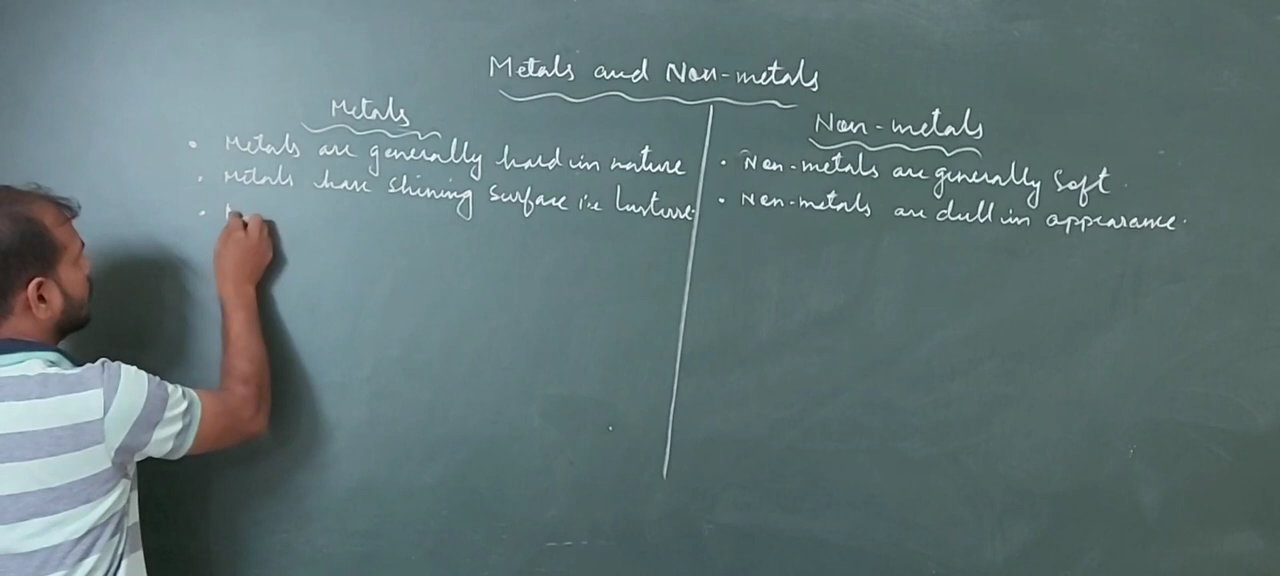 Metals and Non-metals
Metals
• Metals are generally hard in nature
• Metals have shining surface i.e Lusture.
•
Non-metals
• Non-metals are generally Soft.
• Non-metals are dull in appearance.